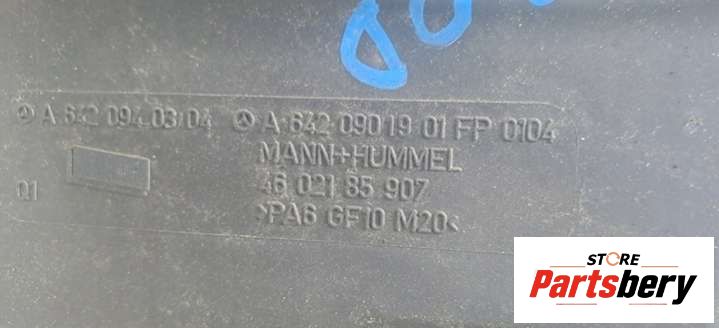 A 642 094 03 04 A 642 090 19 01 FP 0104
MANN+HUMMEL
46 021 85 907
Q1 >PA6 GF10 M20<
STORE
Partsbery